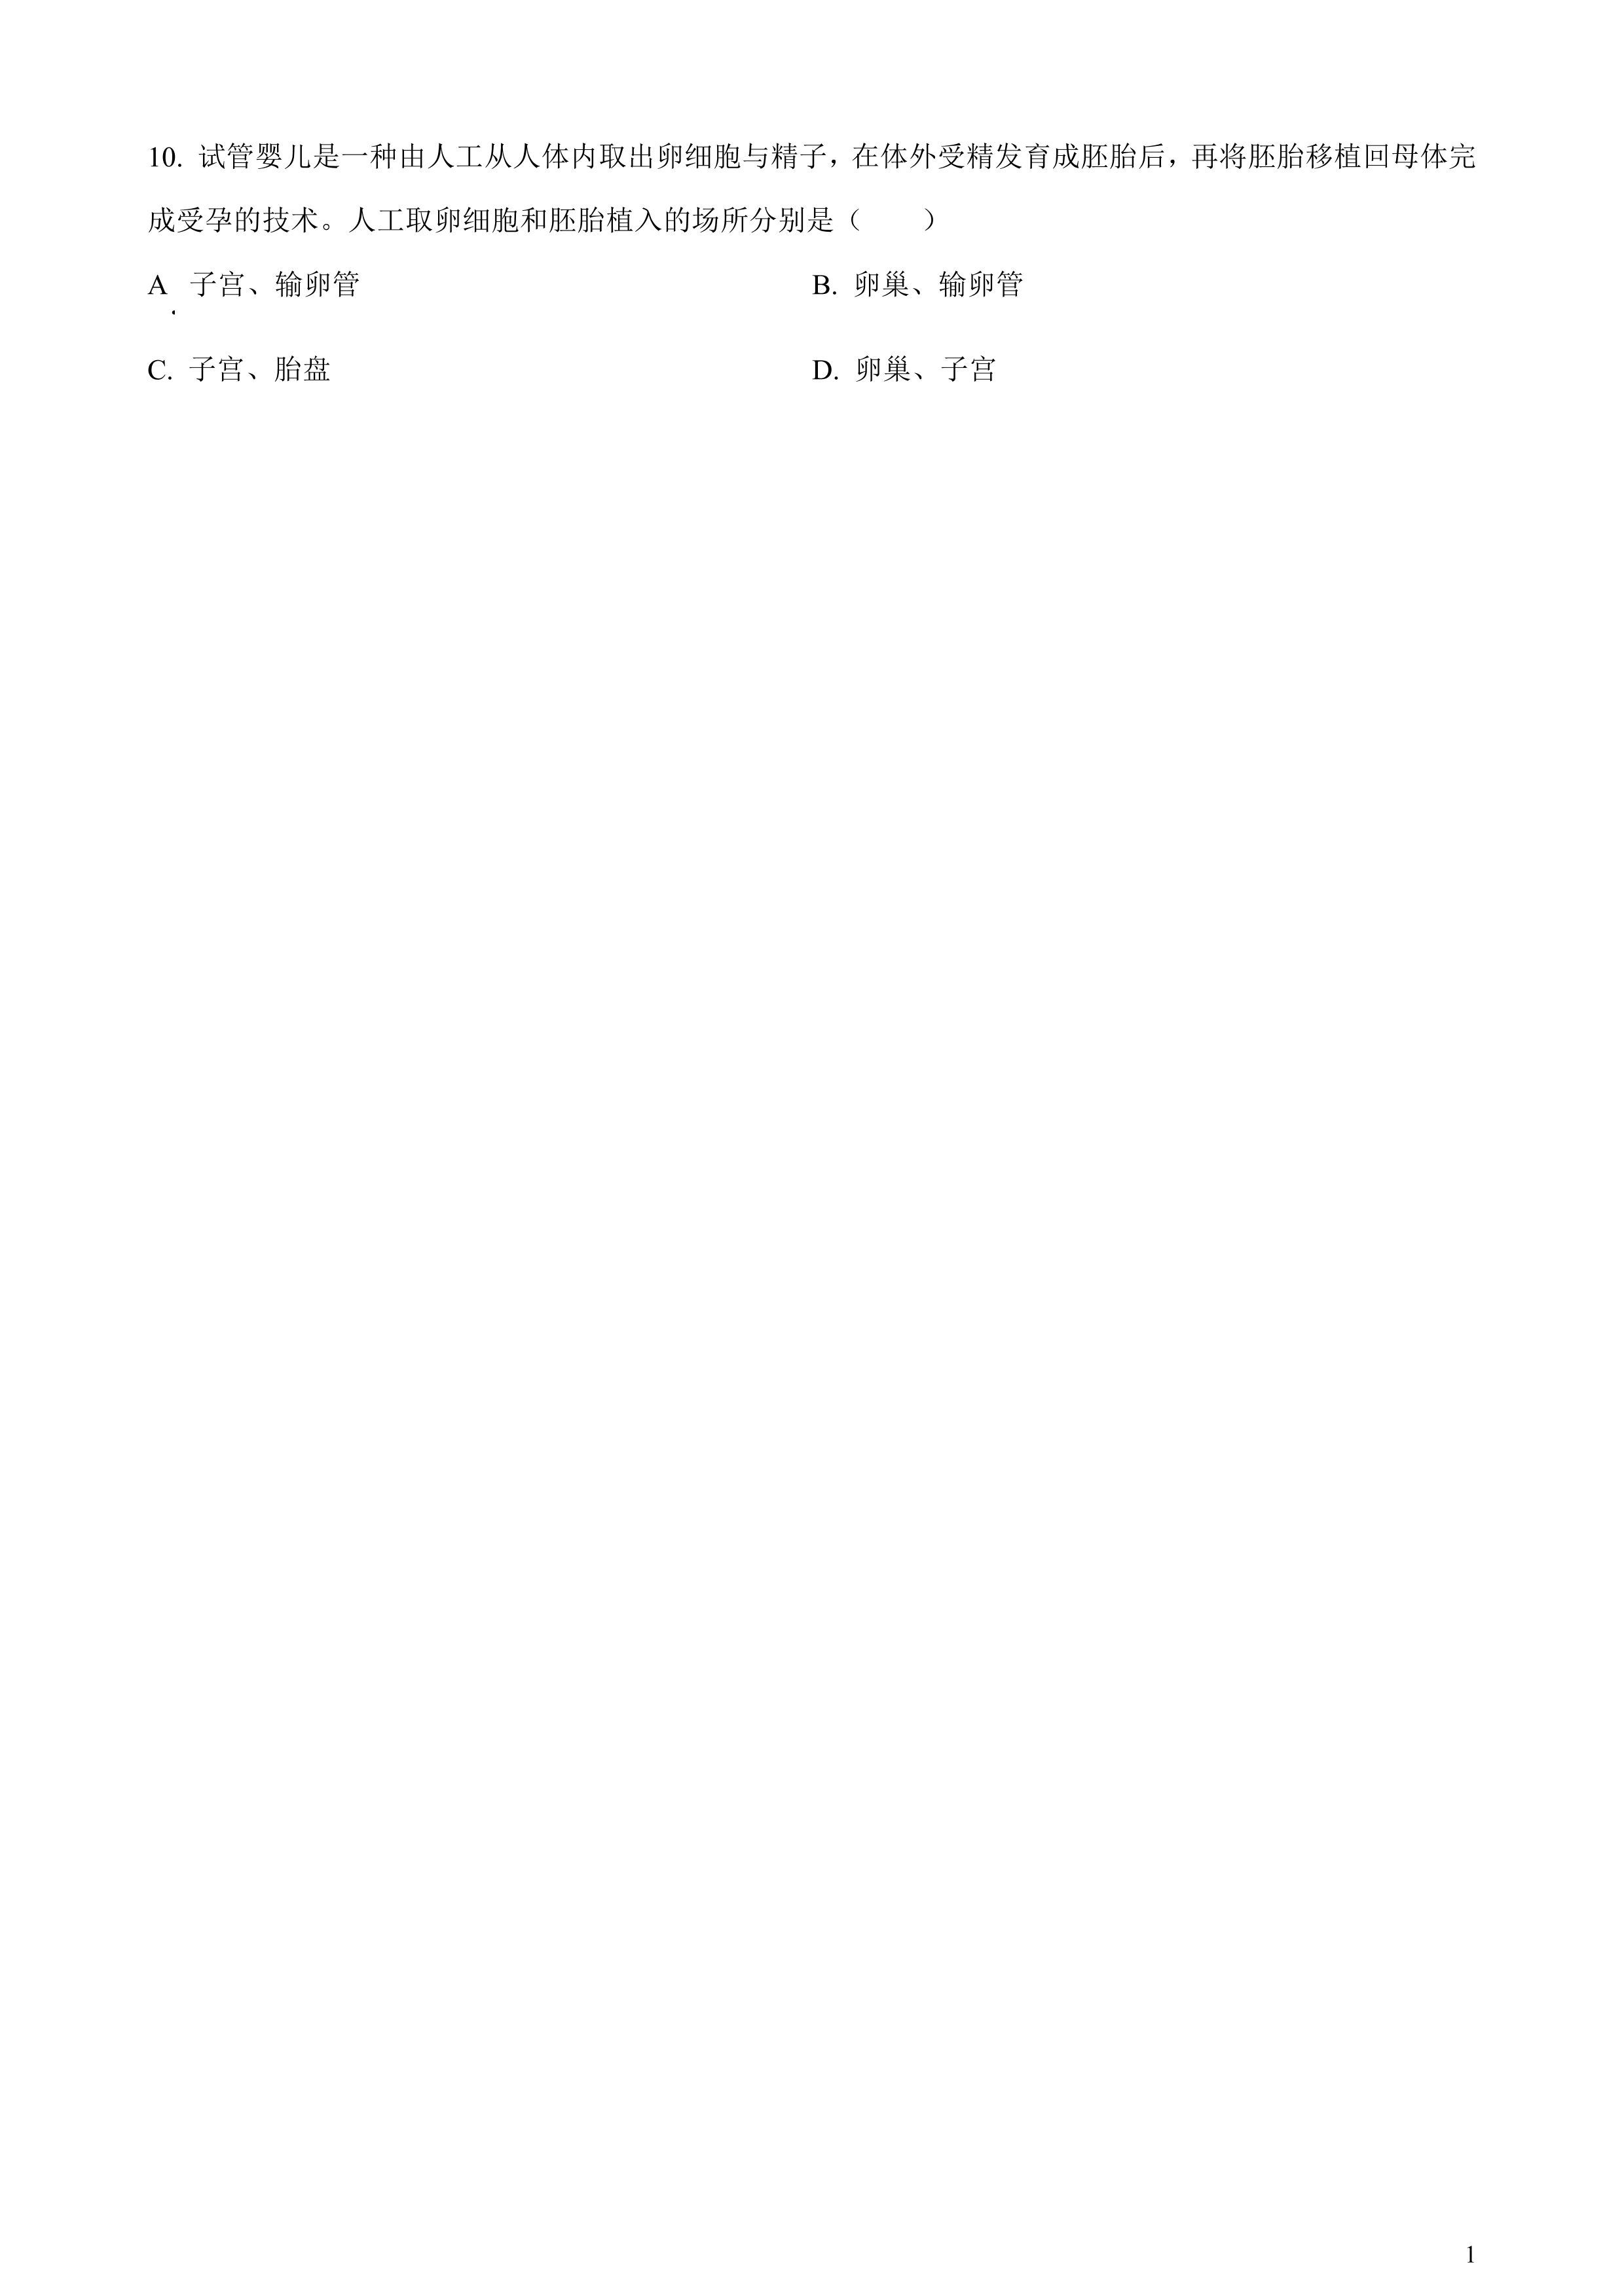 10. 试管婴儿是一种由人工从人体内取出卵细胞与精子，在体外受精发育成胚胎后，再将胚胎移植回母体完
成受孕的技术。人工取卵细胞和胚胎植入的场所分别是（　　）
A. 子宫、输卵管　　B. 卵巢、输卵管
C. 子宫、胎盘　　D. 卵巢、子宫
1